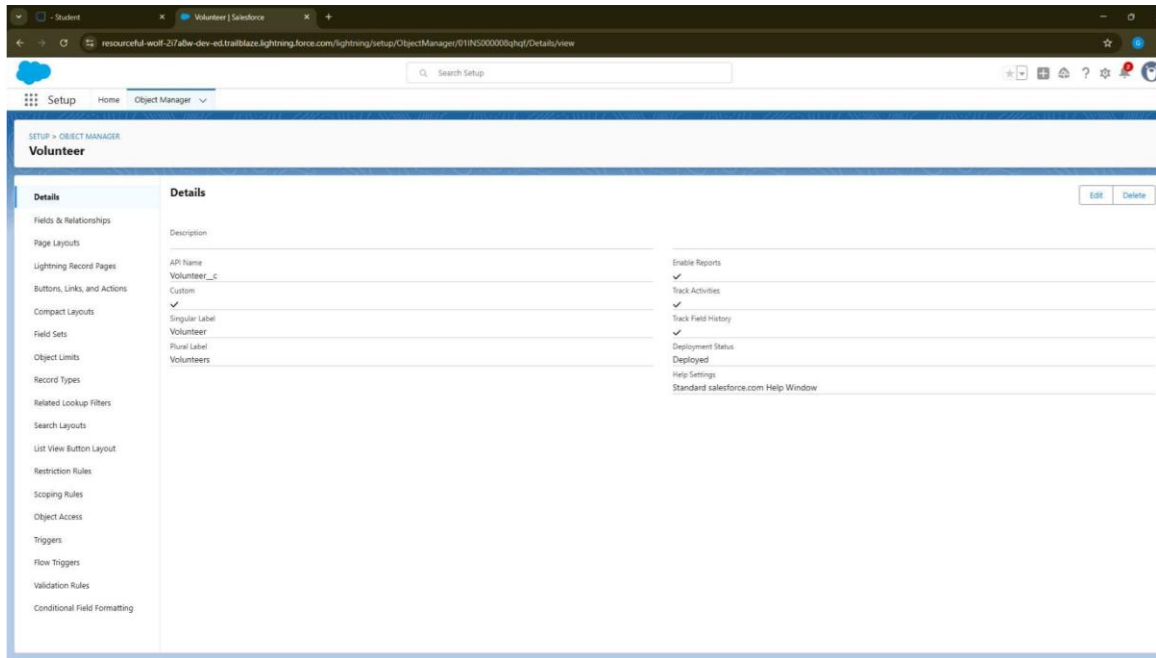 - Student
Volunteer | Salesforce
resourceful-wolf-2i7a8w-dev-ed.trailblaze.lightning.force.com/lightning/setup/ObjectManager/01INS000008qhqf/Details/view
Search Setup
Setup Home Object Manager
SETUP > OBJECT MANAGER
Volunteer
Details
Fields & Relationships
Page Layouts
Lightning Record Pages
Buttons, Links, and Actions
Compact Layouts
Field Sets
Object Limits
Record Types
Related Lookup Filters
Search Layouts
List View Button Layout
Restriction Rules
Scoping Rules
Object Access
Triggers
Flow Triggers
Validation Rules
Conditional Field Formatting
Details
Edit Delete
Description
API Name
Volunteer__c
Custom
Singular Label
Volunteer
Plural Label
Volunteers
Enable Reports
Track Activities
Track Field History
Deployment Status
Deployed
Help Settings
Standard salesforce.com Help Window